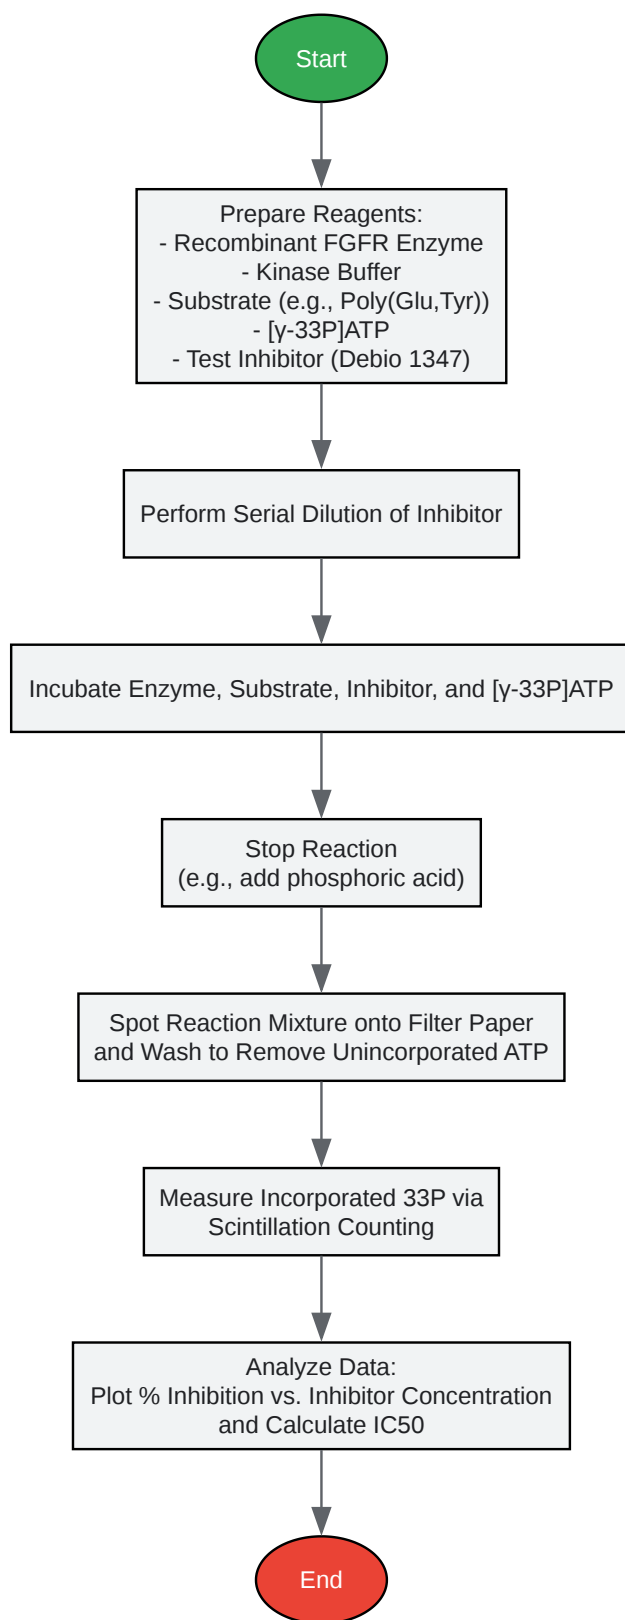 Start
Prepare Reagents:
- Recombinant FGFR Enzyme
- Kinase Buffer
- Substrate (e.g., Poly(Glu,Tyr))
- [γ-33P]ATP
- Test Inhibitor (Debio 1347)
Perform Serial Dilution of Inhibitor
Incubate Enzyme, Substrate, Inhibitor, and [γ-33P]ATP
Stop Reaction
(e.g., add phosphoric acid)
Spot Reaction Mixture onto Filter Paper
and Wash to Remove Unincorporated ATP
Measure Incorporated 33P via
Scintillation Counting
Analyze Data:
Plot % Inhibition vs. Inhibitor Concentration
and Calculate IC50
End